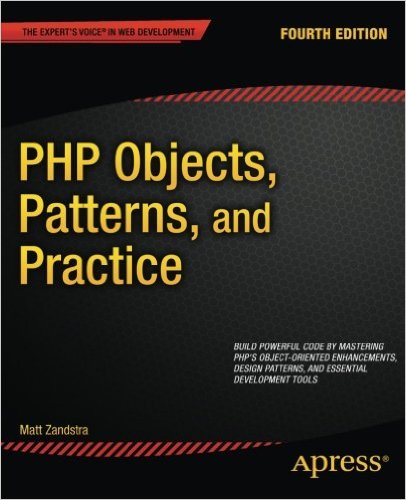 THE EXPERT'S VOICE® IN WEB DEVELOPMENT
FOURTH EDITION
PHP Objects,
Patterns, and
Practice
BUILD POWERFUL CODE BY MASTERING
PHP'S OBJECT-ORIENTED ENHANCEMENTS,
DESIGN PATTERNS, AND ESSENTIAL
DEVELOPMENT TOOLS
Matt Zandstra
Apress®